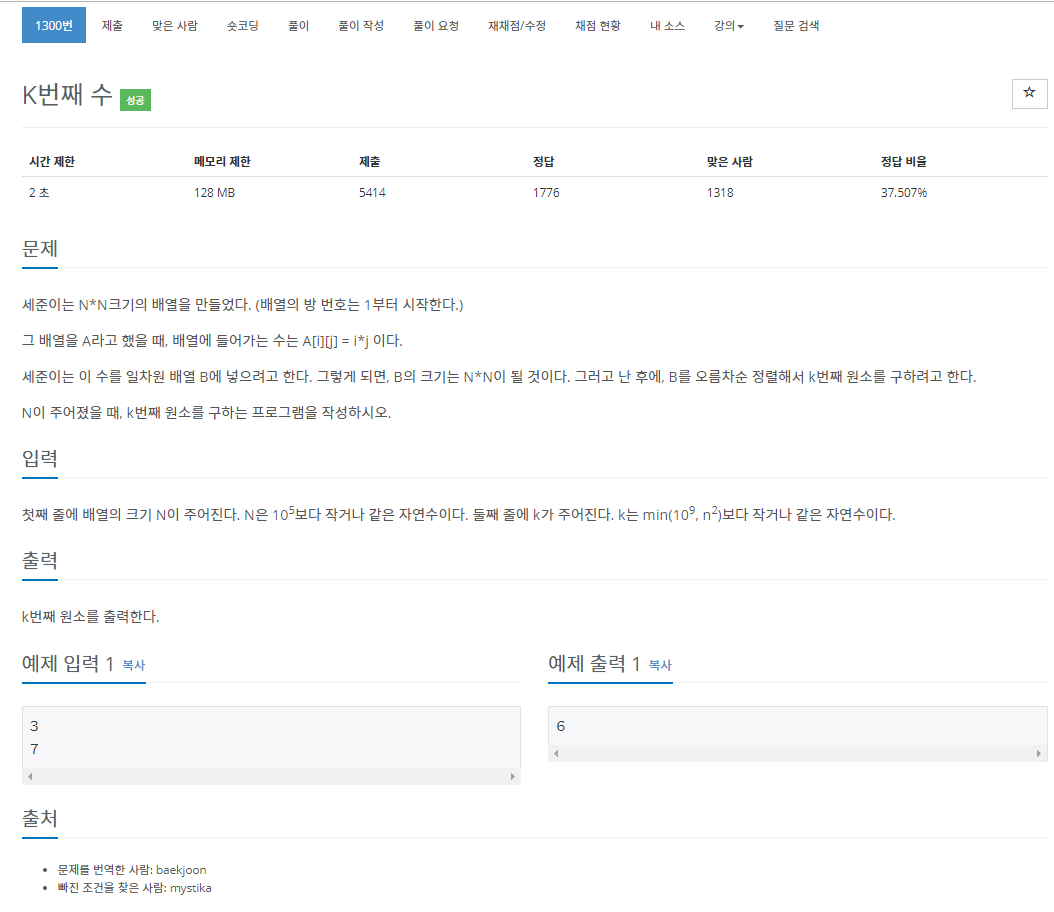 1300번 제출 맞은 사람 숏코딩 풀이 풀이 작성 풀이 요청 재채점/수정 채점 현황 내 소스 강의 질문 검색
K번째 수 성공
시간 제한 메모리 제한 제출 정답 맞은 사람 정답 비율
2 초 128 MB 5414 1776 1318 37.507%
문제
세준이는 N*N크기의 배열을 만들었다. (배열의 방 번호는 1부터 시작한다.)
그 배열을 A라고 했을 때, 배열에 들어가는 수는 A[i][j] = i*j 이다.
세준이는 이 수를 일차원 배열 B에 넣으려고 한다. 그렇게 되면, B의 크기는 N*N이 될 것이다. 그러고 난 후에, B를 오름차순 정렬해서 k번째 원소를 구하려고 한다.
N이 주어졌을 때, k번째 원소를 구하는 프로그램을 작성하시오.
입력
첫째 줄에 배열의 크기 N이 주어진다. N은 10⁵보다 작거나 같은 자연수이다. 둘째 줄에 k가 주어진다. k는 min(10⁹, n²)보다 작거나 같은 자연수이다.
출력
k번째 원소를 출력한다.
예제 입력 1 복사
3
7
예제 출력 1 복사
6
출처
문제를 번역한 사람: baekjoon
빠진 조건을 찾은 사람: mystika